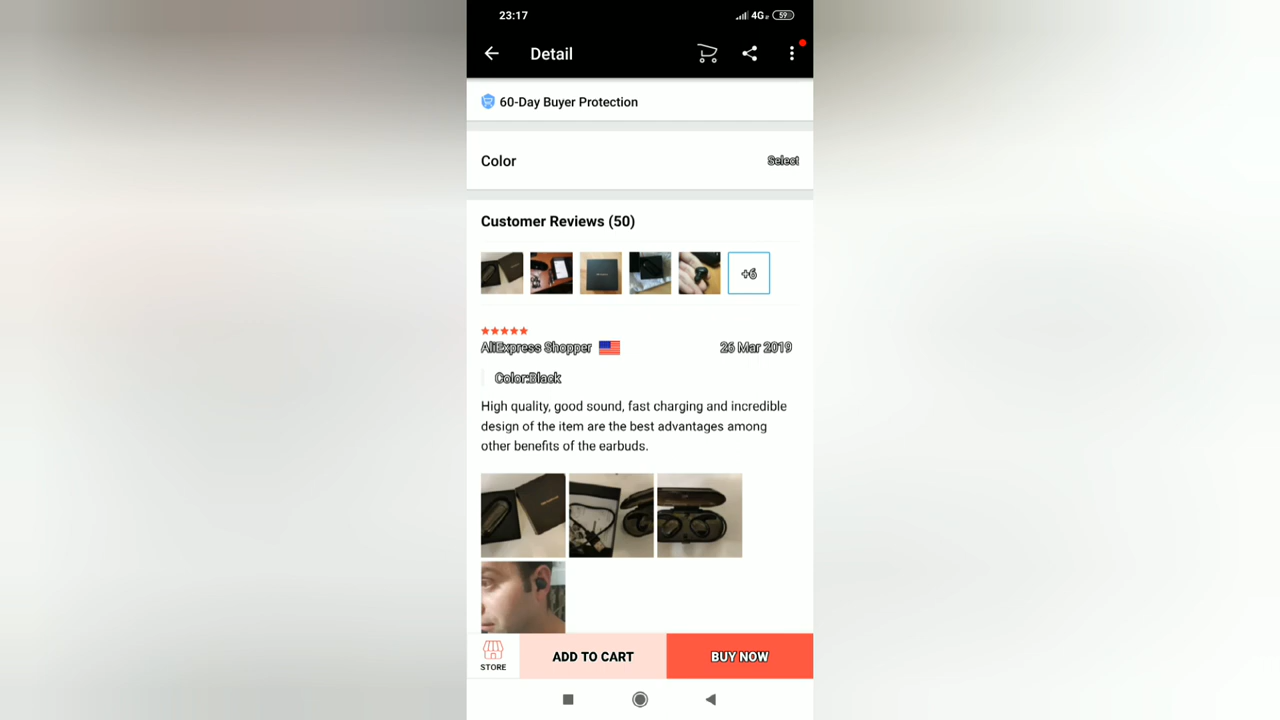 23:17
4G
59
Detail
60-Day Buyer Protection
Color
Select
Customer Reviews (50)
+6
AliExpress Shopper
26 Mar 2019
Color:Black
High quality, good sound, fast charging and incredible
design of the item are the best advantages among
other benefits of the earbuds.
STORE
ADD TO CART
BUY NOW